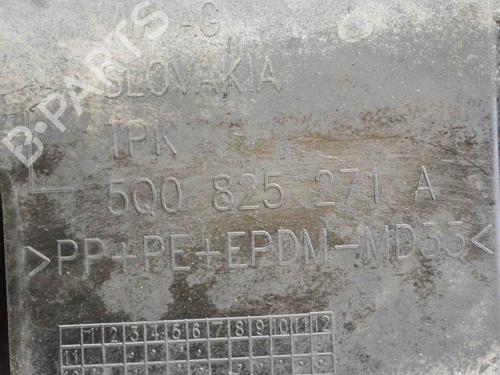 AG
SLOVAKIA
TPK
5Q0 825 271 A
>PP+PE+EPDM-MD33<
1 2 3 4 5 6 7 8 9 10 11 12
11
B-PARTS